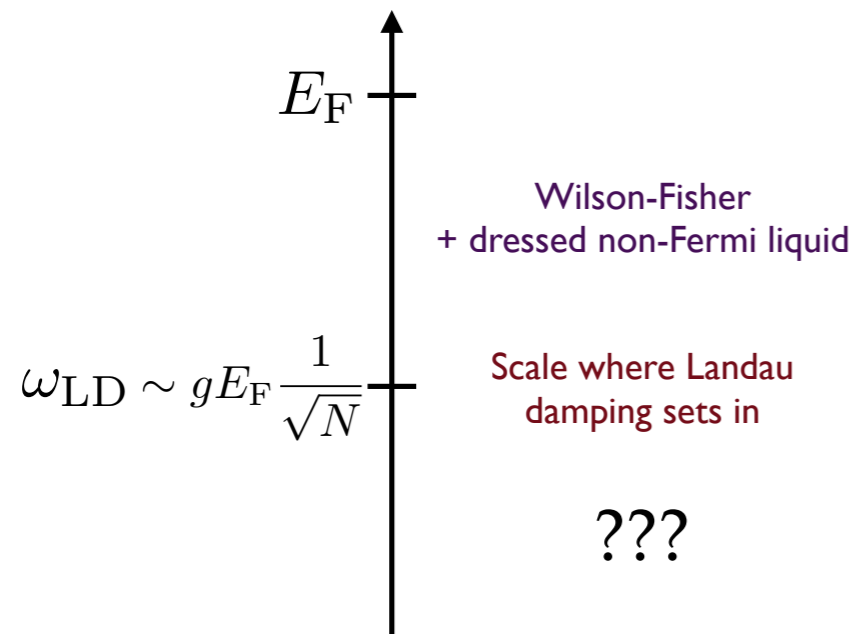 E_F
Wilson-Fisher
+ dressed non-Fermi liquid
ω_LD ∼ gE_F 1/√N
Scale where Landau
damping sets in
???